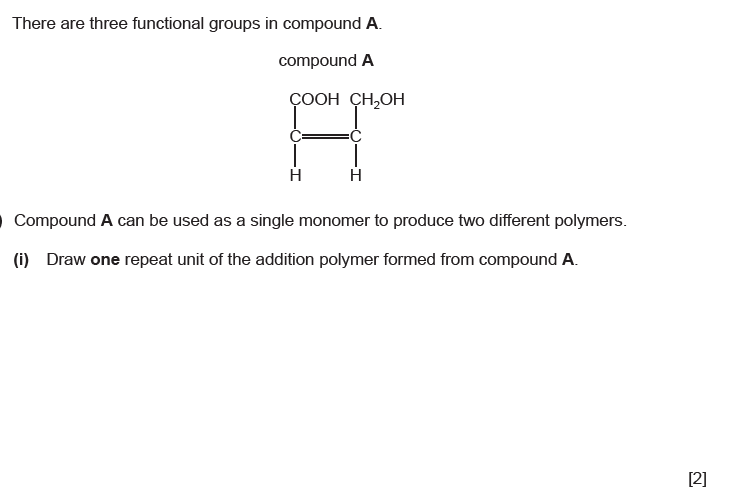 There are three functional groups in compound A.
compound A
COOH CH₂OH
C C
H H
) Compound A can be used as a single monomer to produce two different polymers.
(i) Draw one repeat unit of the addition polymer formed from compound A.
[2]